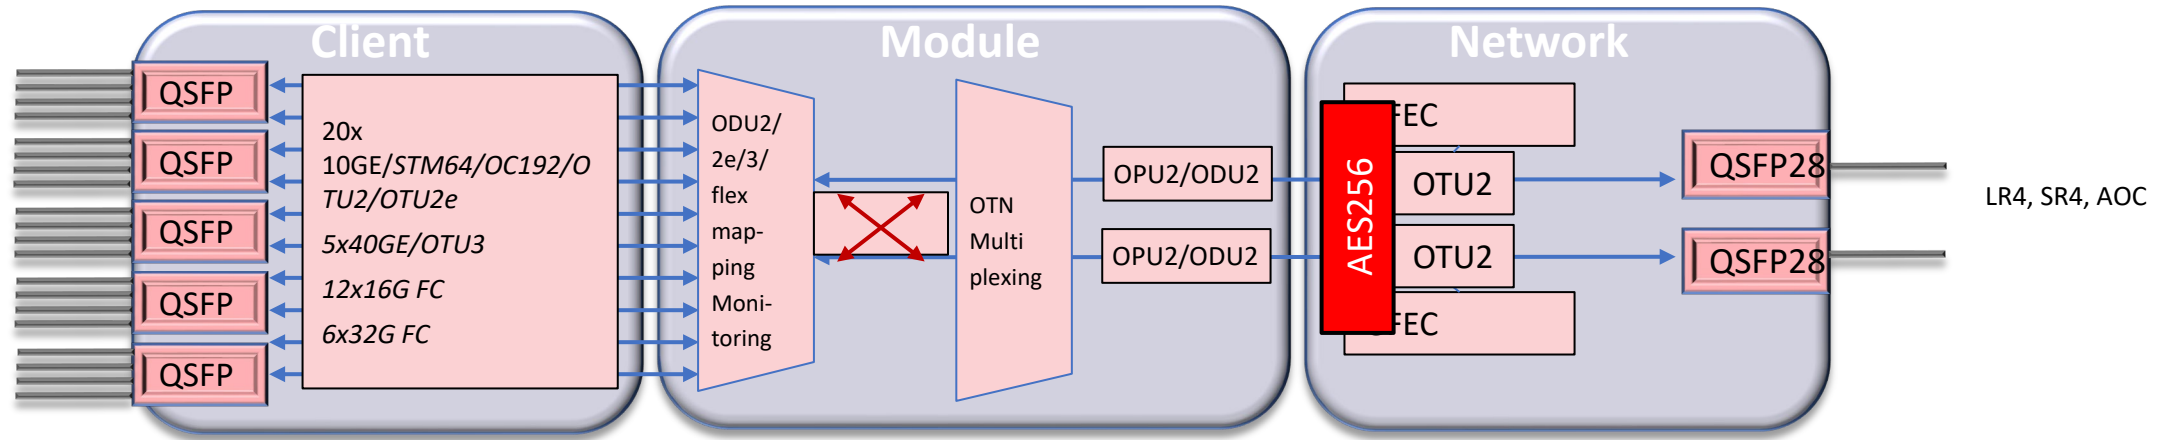 Client
Module
Network
QSFP
QSFP
QSFP
QSFP
QSFP
20x
10GE/STM64/OC192/O
TU2/OTU2e
5x40GE/OTU3
12x16G FC
6x32G FC
ODU2/
2e/3/
flex
map-
ping
Moni-
toring
OTN
Multi
plexing
OPU2/ODU2
OPU2/ODU2
AES256
FEC
OTU2
OTU2
FEC
QSFP28
QSFP28
LR4, SR4, AOC